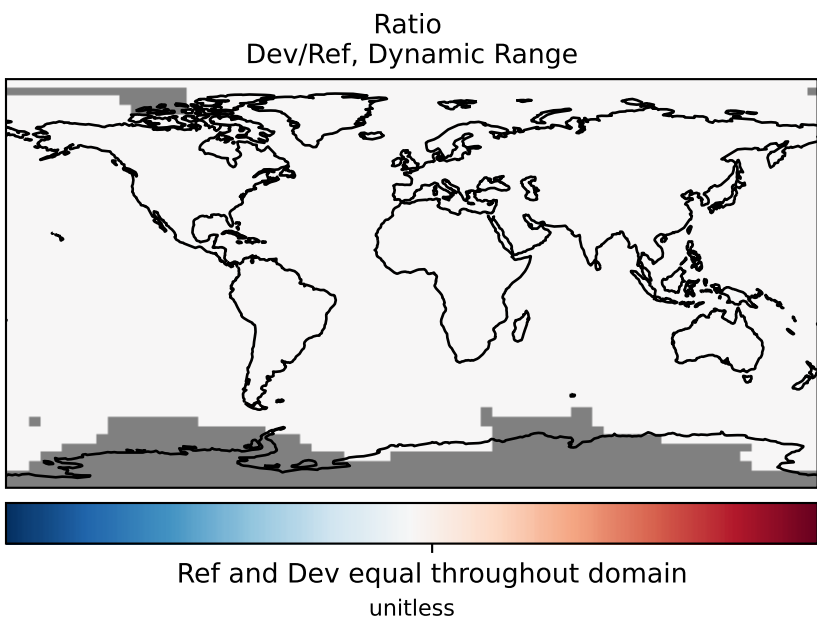 Ratio
Dev/Ref, Dynamic Range
Ref and Dev equal throughout domain
unitless